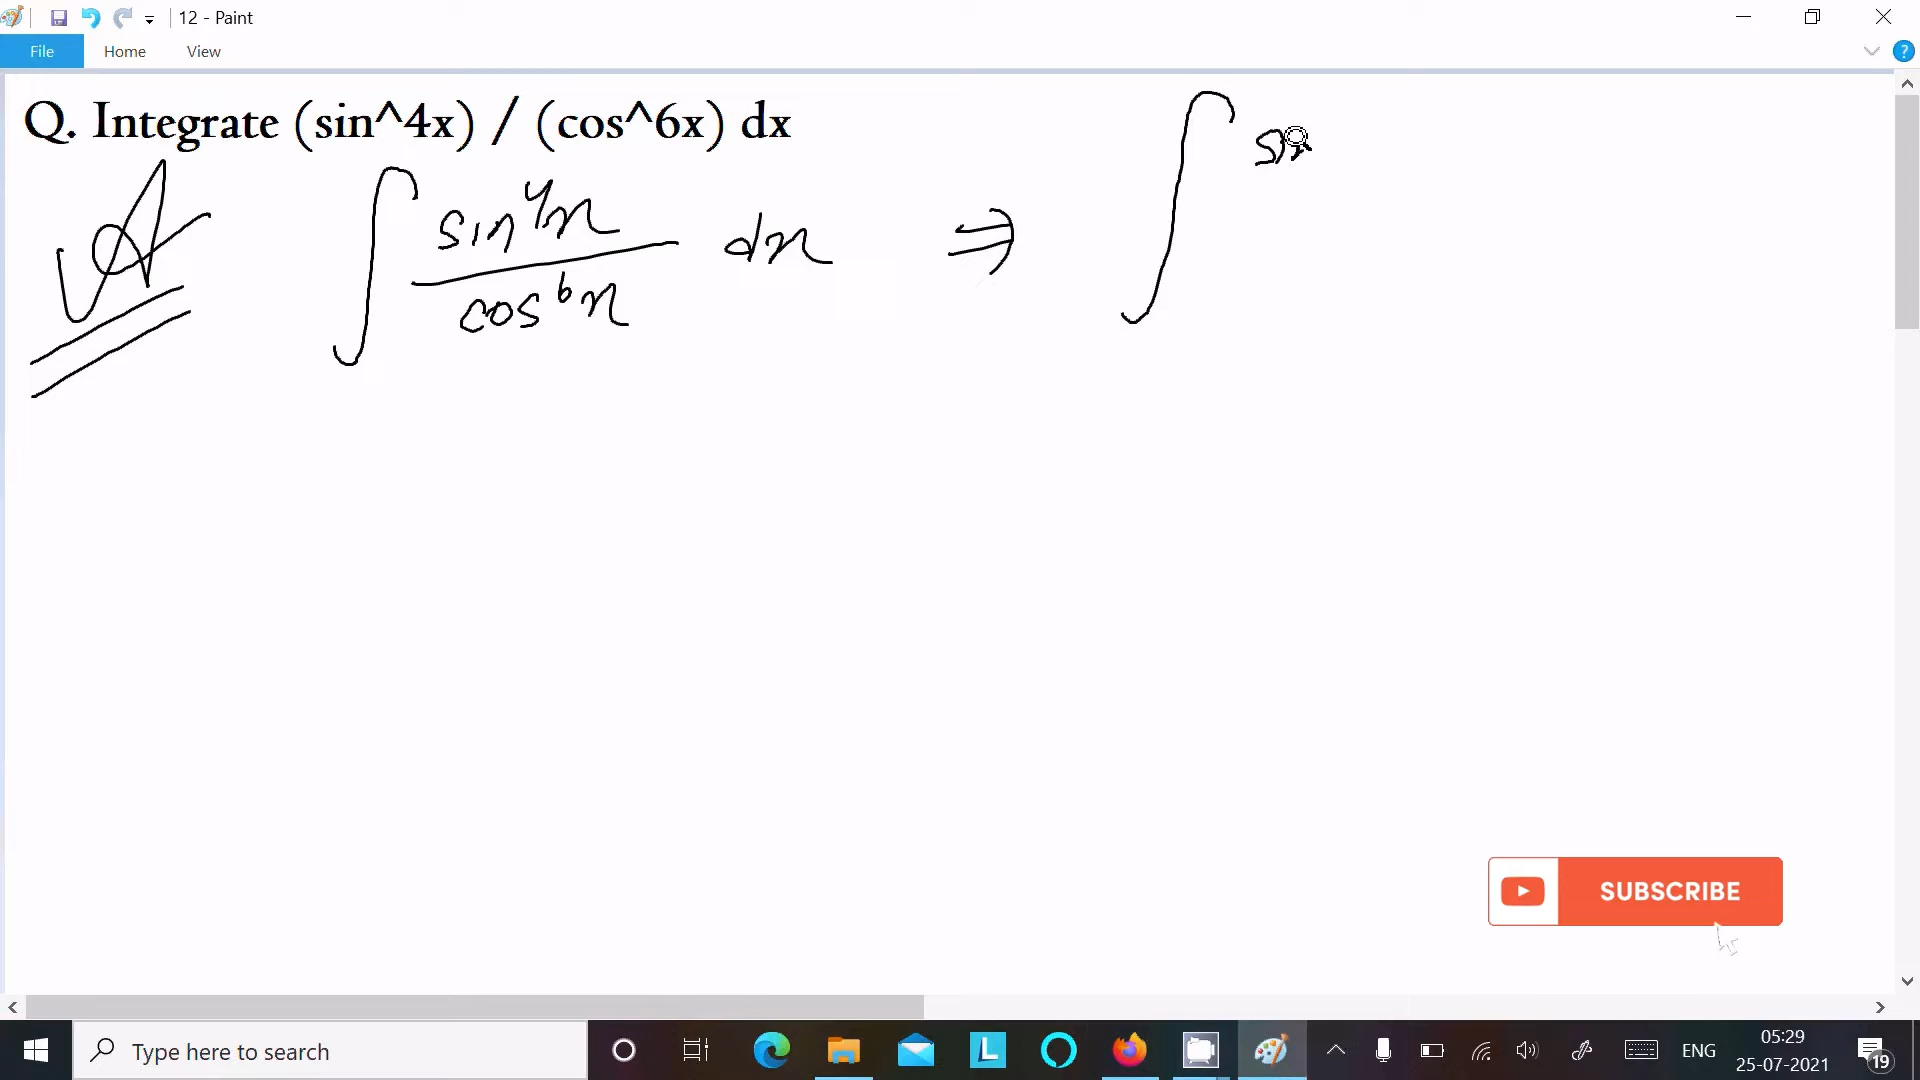 12 - Paint
File Home View
Q. Integrate (sin^4x) / (cos^6x) dx
∫ sin⁴x / cos⁶x dx ⇒ ∫
SUBSCRIBE
Type here to search
ENG
05:29
25-07-2021
19